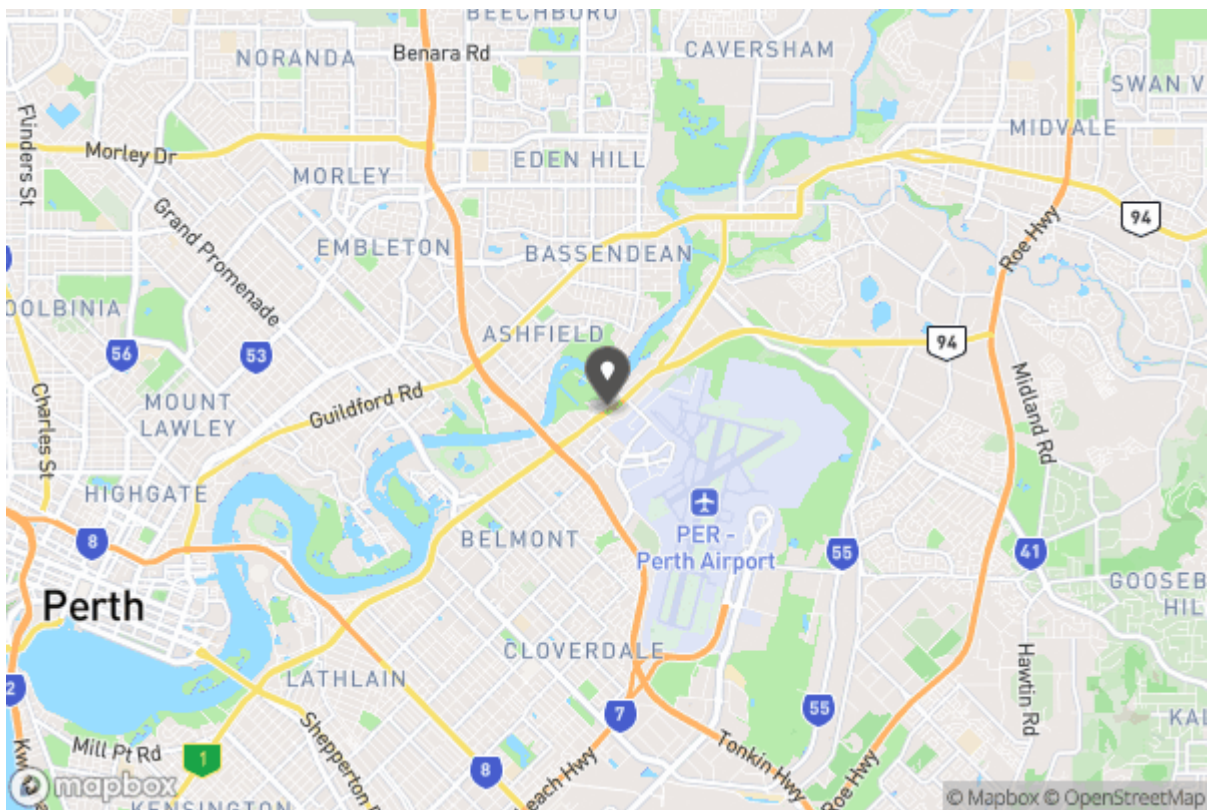 BEECHBORO
Benara Rd
NORANDA
CAVERSHAM
SWAN V
Flinders St
Morley Dr
MORLEY
EDEN HILL
MIDVALE
Grand Promenade
EMBLETON
BASSENDEAN
94
Roe Hwy
OOLBINIA
56
53
ASHFIELD
94
Charles St
MOUNT
LAWLEY
Guildford Rd
Midland Rd
HIGHGATE
8
BELMONT
PER -
Perth Airport
55
41
GOOSEB
HIL
Perth
CLOVERDALE
LATHLAIN
Hawtin Rd
2
7
55
KAL
Mill Pt Rd
1
Shepperton
8
Leach Hwy
Tonkin Hwy
Roe Hwy
Kw
mapbox
KENSINGTON
© Mapbox © OpenStreetMap